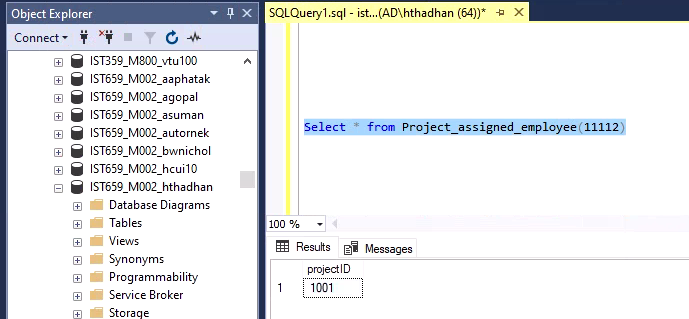 Object Explorer
Connect
IST359_M800_vtu100
IST659_M002_aaphatak
IST659_M002_agopal
IST659_M002_asuman
IST659_M002_autornek
IST659_M002_bwnichol
IST659_M002_hcui10
IST659_M002_hthadhan
Database Diagrams
Tables
Views
Synonyms
Programmability
Service Broker
Storage
SQLQuery1.sql - ist...(AD\hthadhan (64))*
Select * from Project_assigned_employee(11112)
100 %
Results Messages
projectID
1 1001